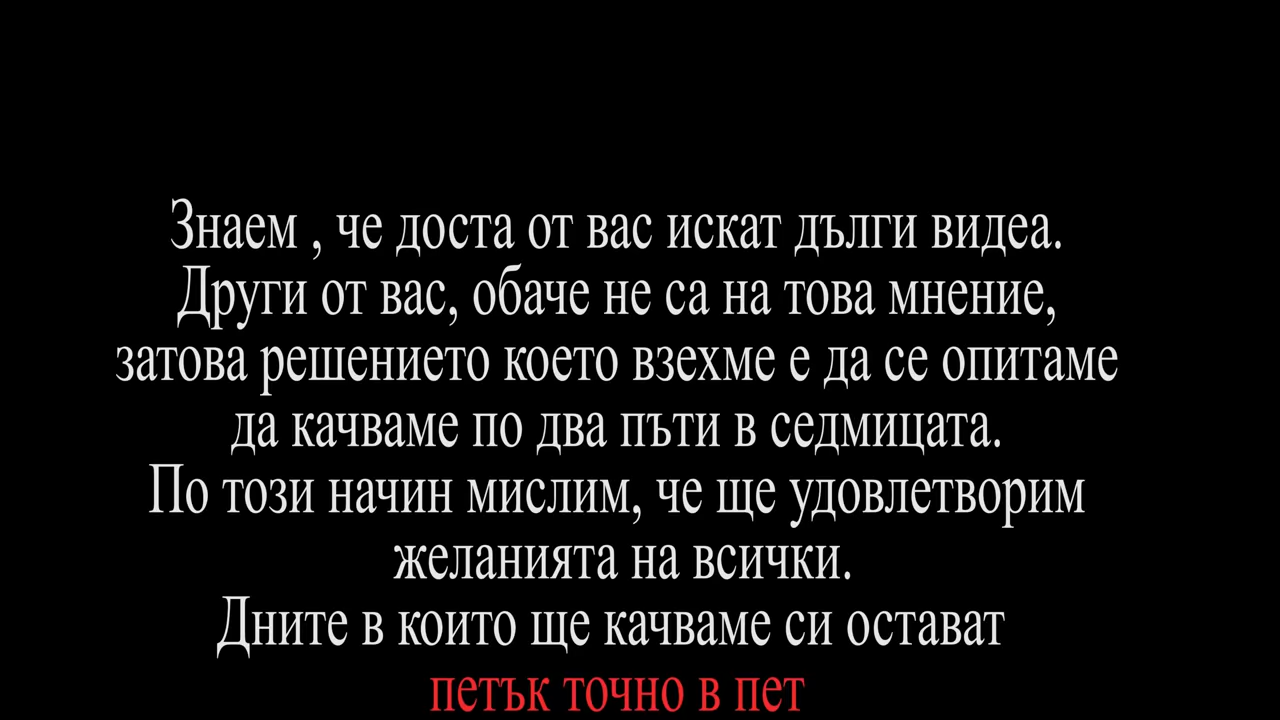 Знаем , че доста от вас искат дълги видеа.
Други от вас, обаче не са на това мнение,
затова решението което взехме е да се опитаме
да качваме по два пъти в седмицата.
По този начин мислим, че ще удовлетворим
желанията на всички.
Дните в които ще качваме си остават
петък точно в пет